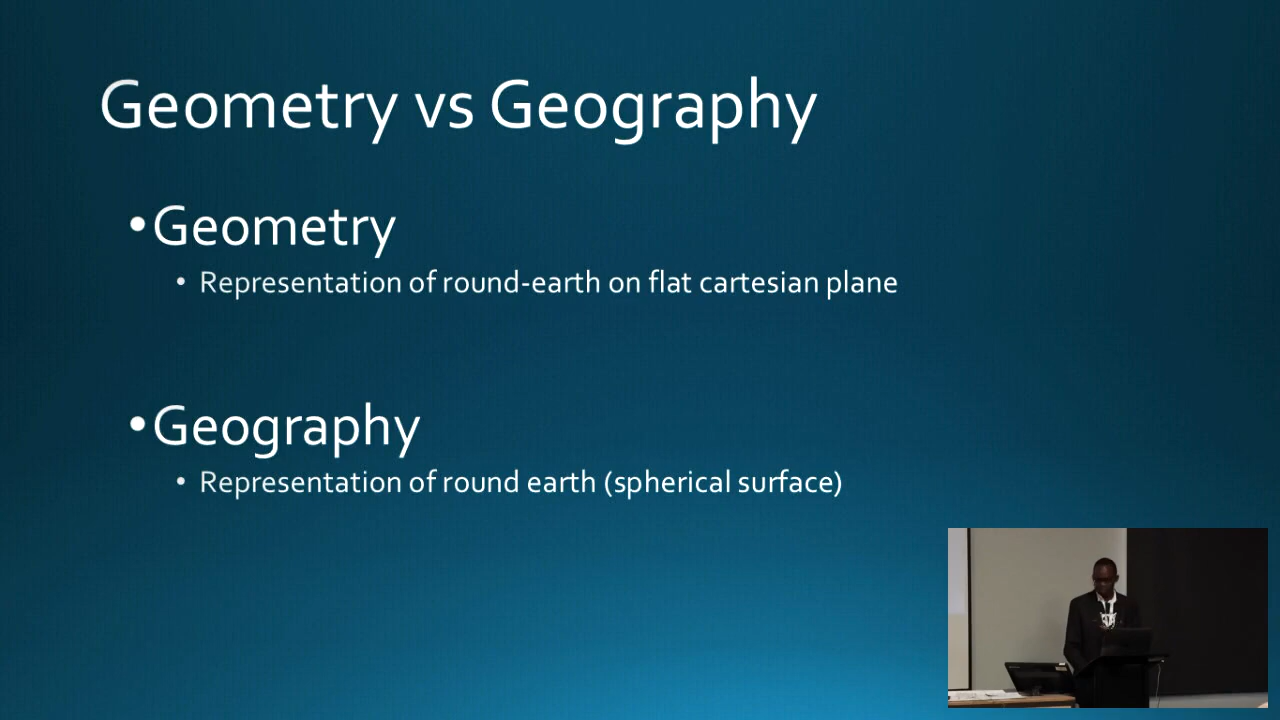 Geometry vs Geography
•Geometry
• Representation of round-earth on flat cartesian plane
•Geography
• Representation of round earth (spherical surface)